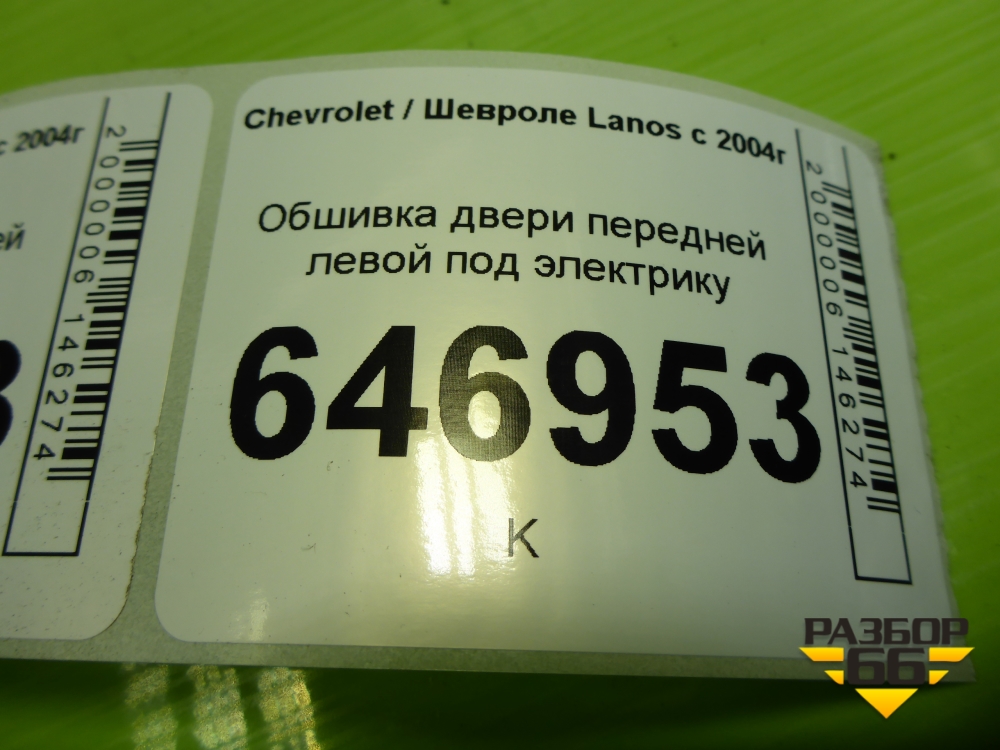 с 2004г
ей
2000006146274
Chevrolet / Шевроле Lanos с 2004г
Обшивка двери передней
левой под электрику
646953
К
2000006146274
РАЗБОР
66